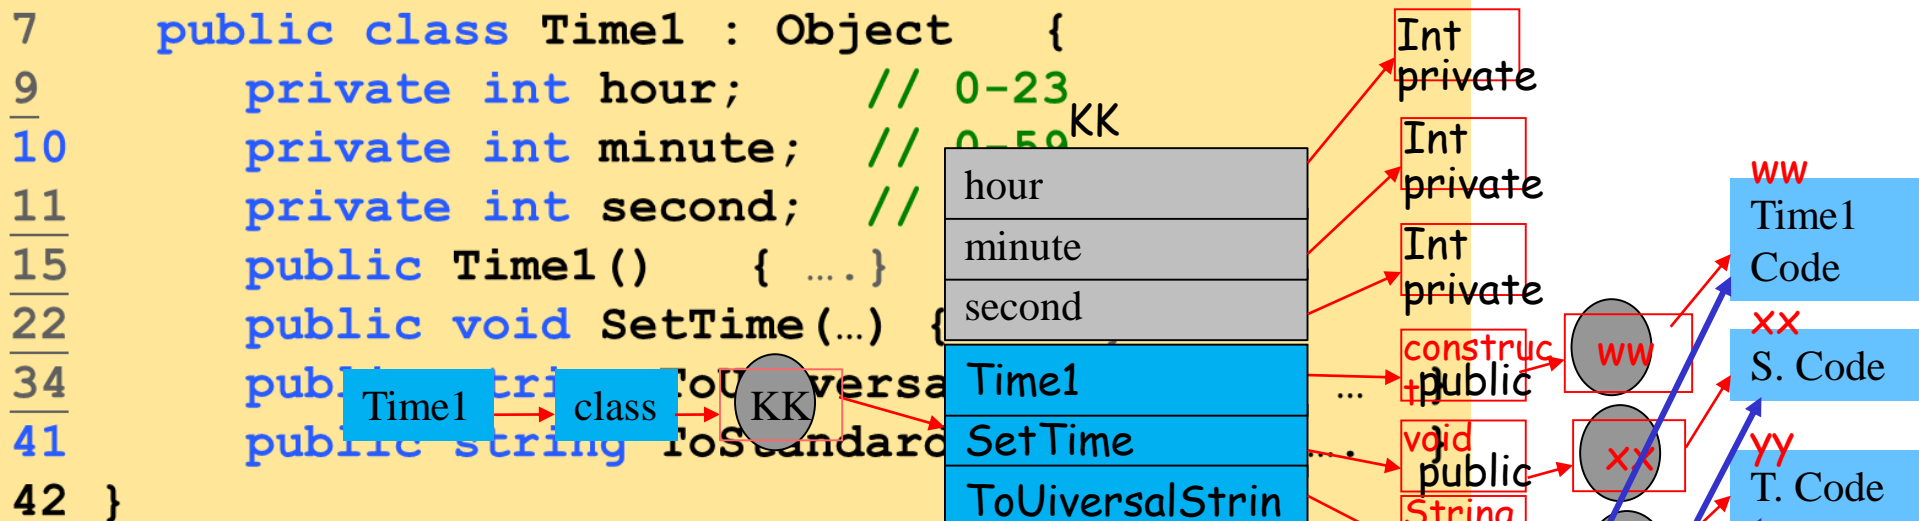 7 public class Time1 : Object {
9 private int hour; // 0-23
10 private int minute; // 0-59
11 private int second; //
15 public Time1() { ….}
22 public void SetTime(…) {
34
41 public string
42 }
Time1
class
KK
KK
hour
minute
second
Time1
SetTime
ToUiversalStrin
Int
private
Int
private
Int
private
construc
t
public
void
public
String
ww
xx
ww
Time1
Code
xx
S. Code
yy
T. Code